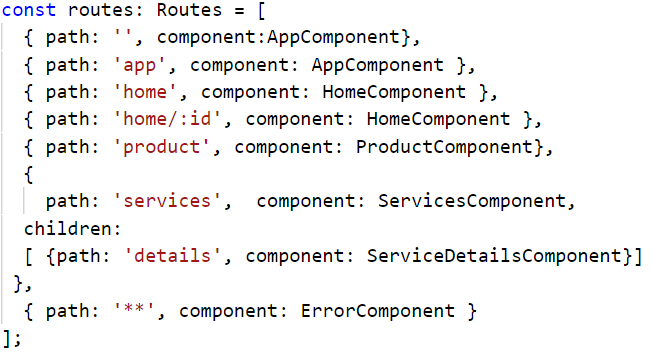 const routes: Routes = [
  { path: '', component:AppComponent},
  { path: 'app', component: AppComponent },
  { path: 'home', component: HomeComponent },
  { path: 'home/:id', component: HomeComponent },
  { path: 'product', component: ProductComponent},
  {
    path: 'services',  component: ServicesComponent,
  children:
  [ {path: 'details', component: ServiceDetailsComponent}]
 },
  { path: '**', component: ErrorComponent }
];